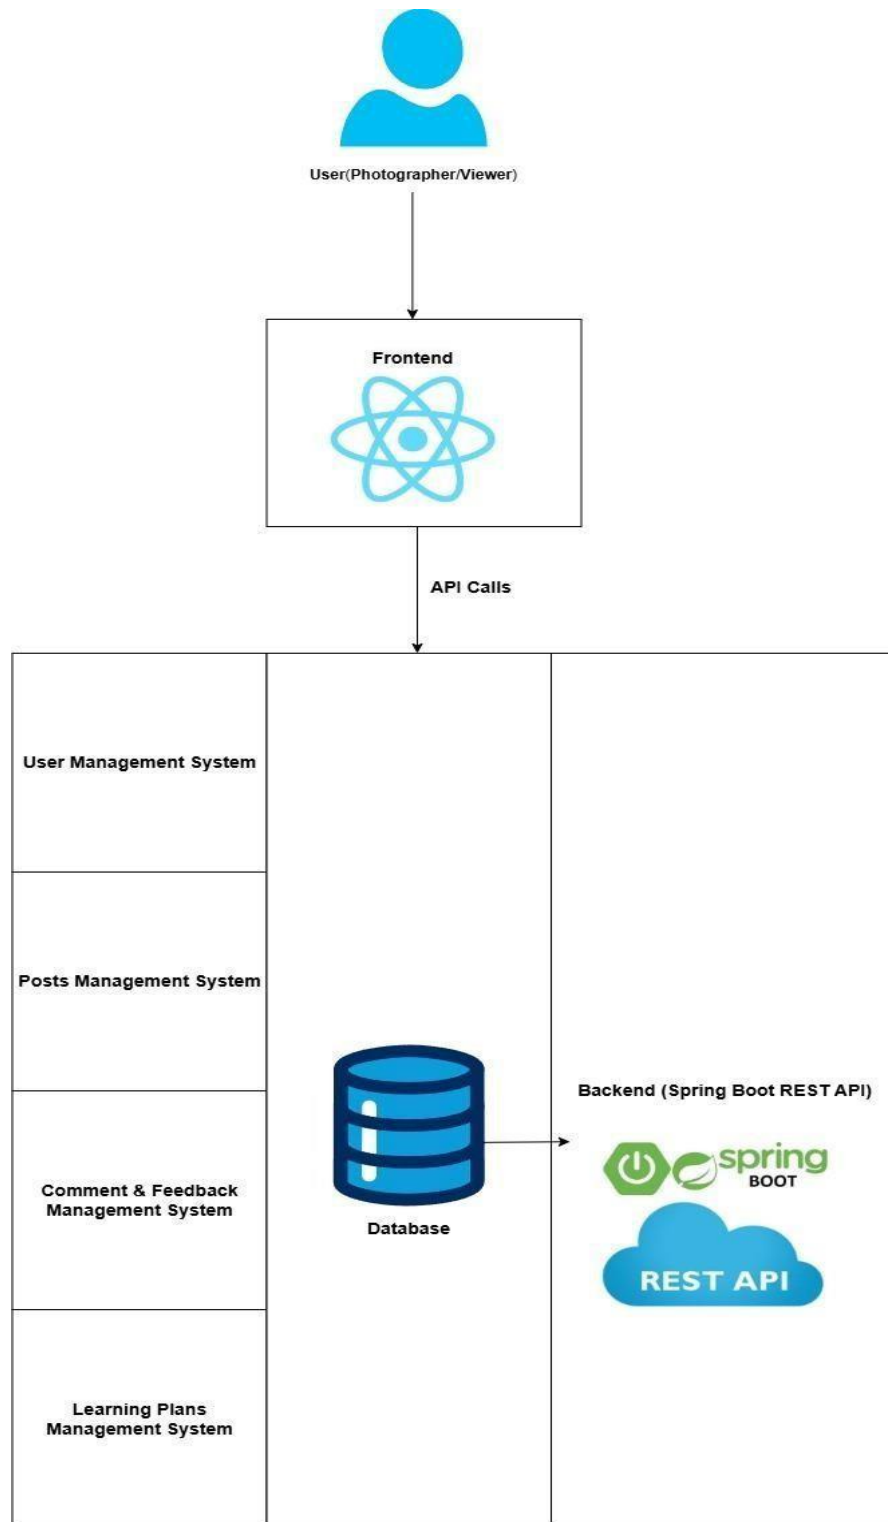 User(Photographer/Viewer)
Frontend
API Calls
User Management System
Posts Management System
Comment & Feedback
Management System
Learning Plans
Management System
Database
Backend (Spring Boot REST API)
spring
BOOT
REST API